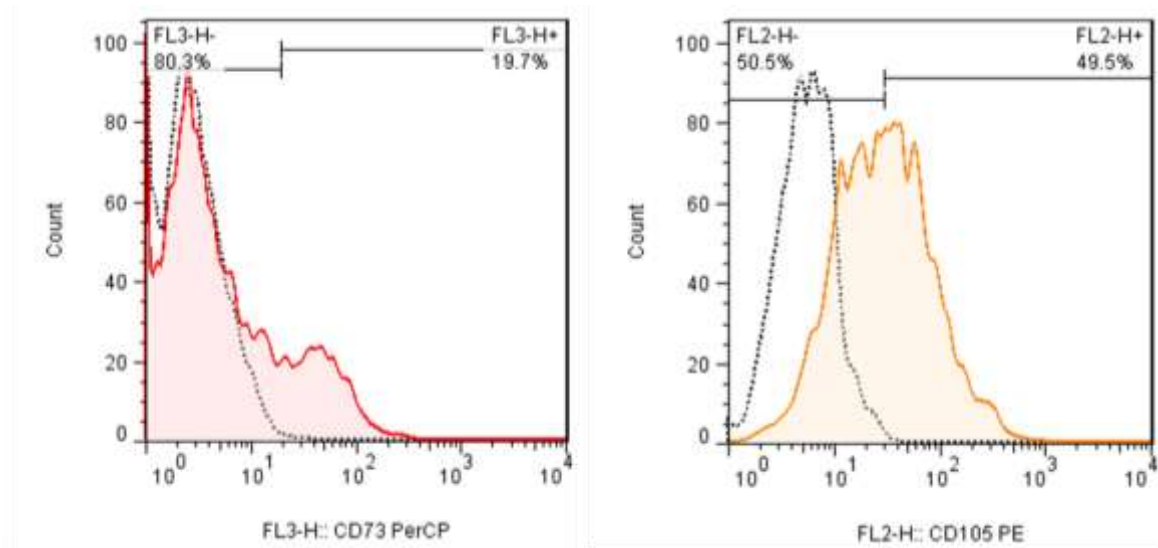 FL3-H- FL3-H+
80.3% 19.7%
100
80
60
40
20
0
Count
10^0 10^1 10^2 10^3 10^4
FL3-H:: CD73 PerCP
FL2-H- FL2-H+
50.5% 49.5%
100
80
60
40
20
0
Count
10^0 10^1 10^2 10^3 10^4
FL2-H:: CD105 PE